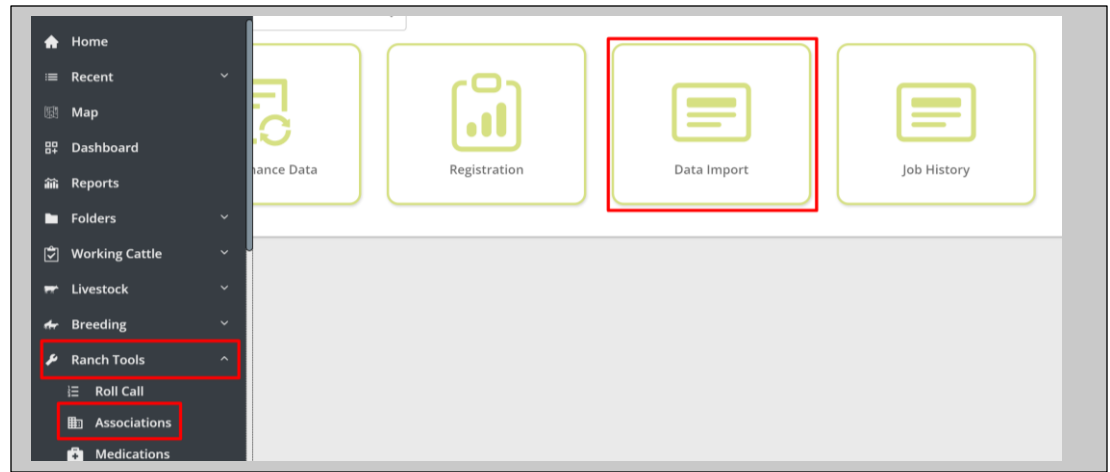 Home
Recent
Map
Dashboard
Reports
Folders
Working Cattle
Livestock
Breeding
Ranch Tools
Roll Call
Associations
Medications
Data
Registration
Data Import
Job History